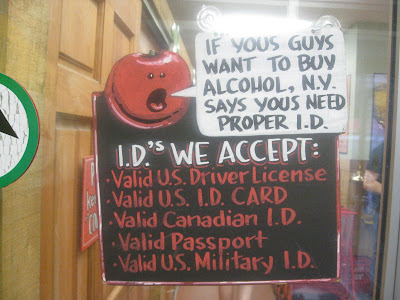 IF YOUS GUYS
WANT TO BUY
ALCOHOL, N.Y.
SAYS YOUS NEED
PROPER I.D.
I.D.'s WE ACCEPT:
·Valid U.S. Driver License
·Valid U.S. I.D. CARD
·Valid Canadian I.D.
·Valid Passport
·Valid U.S. Military I.D.